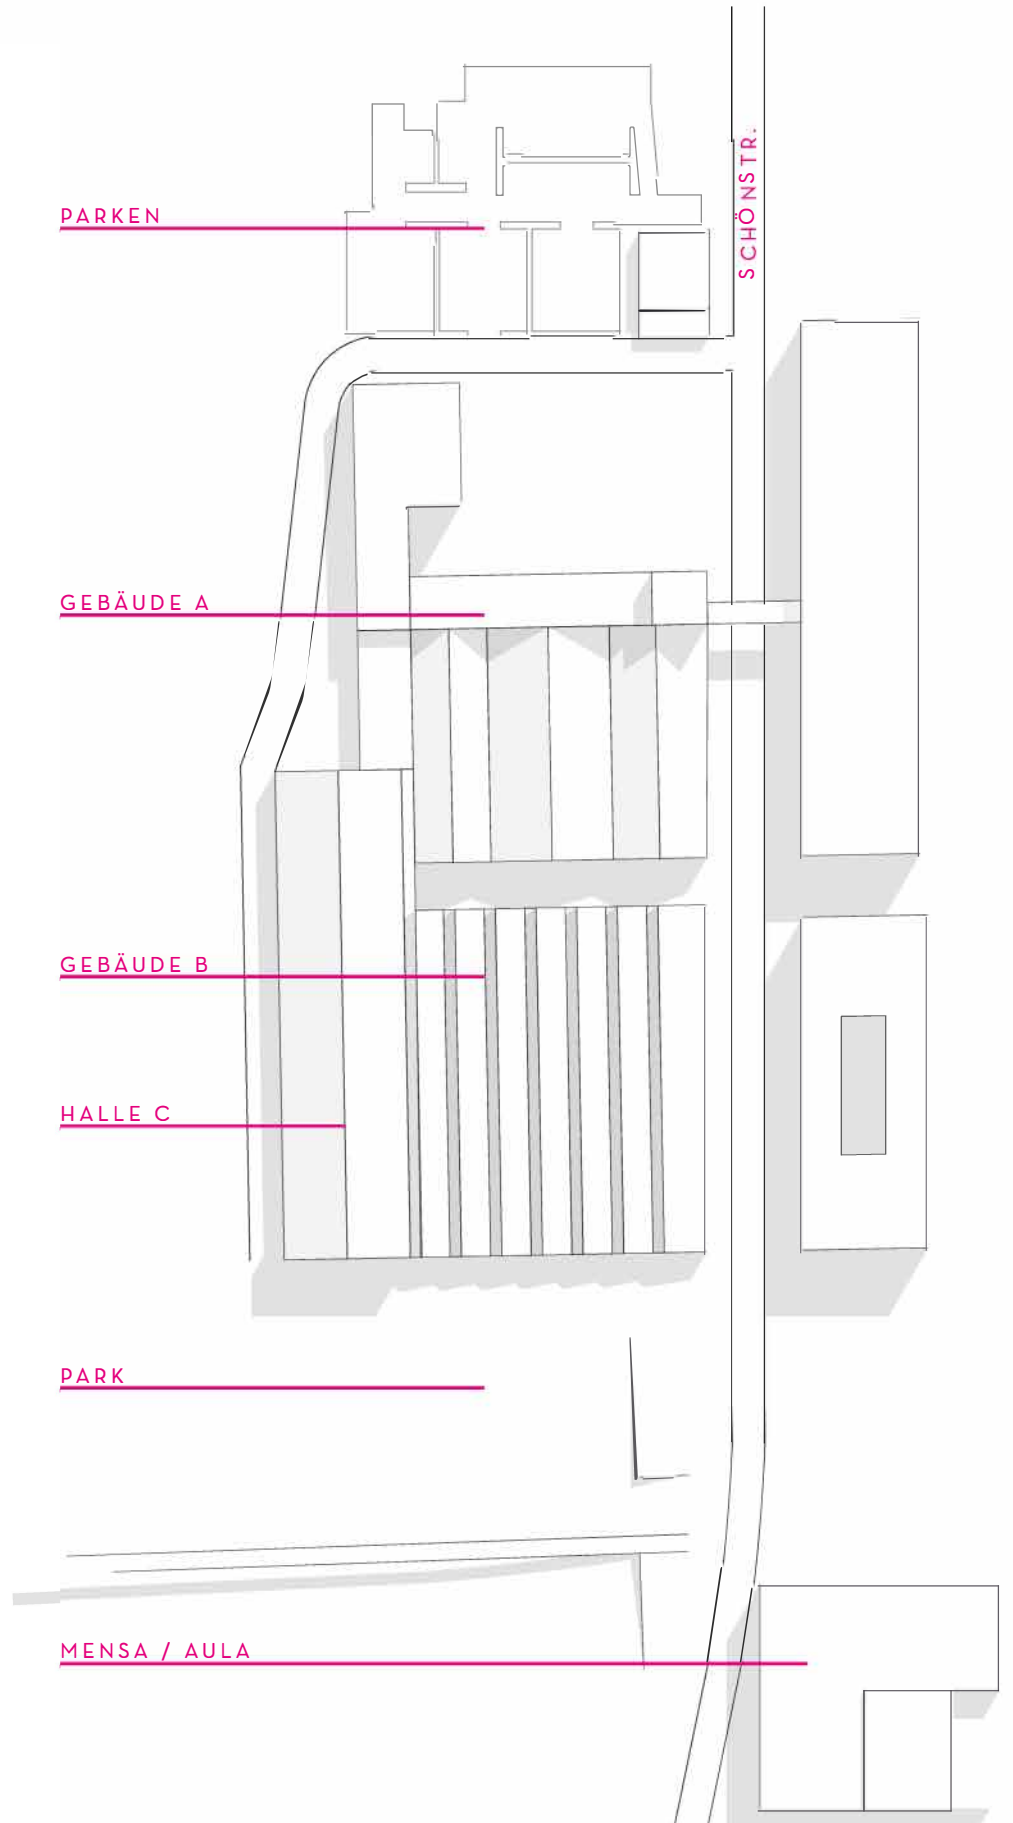 SCHÖNSTR.
PARKEN
GEBÄUDE A
GEBÄUDE B
HALLE C
PARK
MENSA / AULA